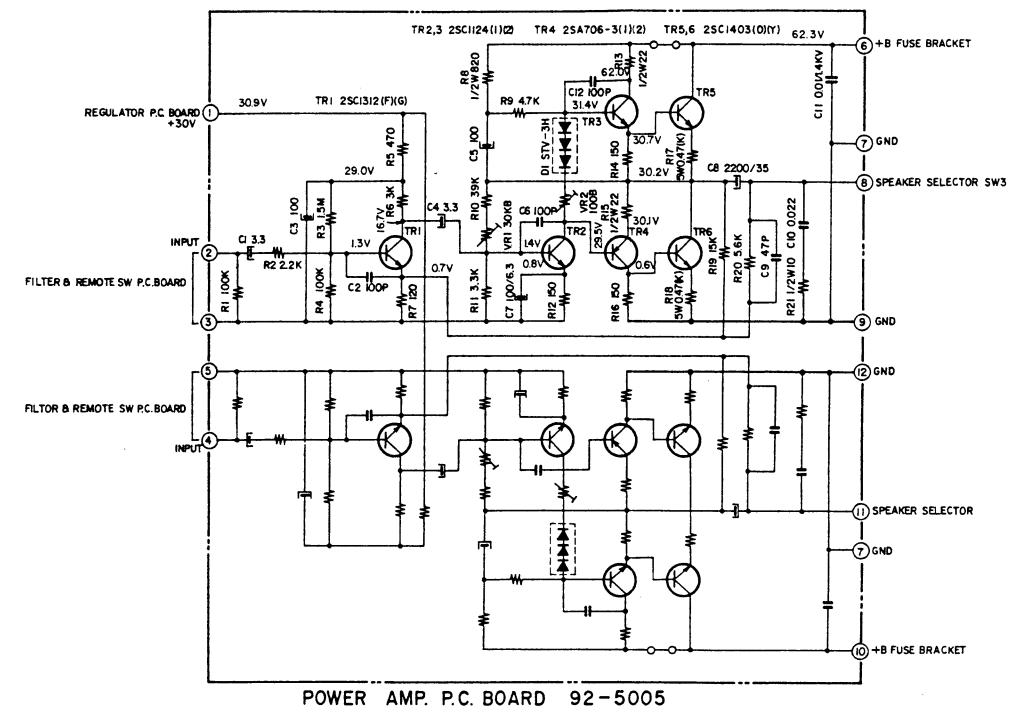 TR2,3 2SC1124(1)(2) TR4 2SA706-3(1)(2) TR5,6 2SC1403(O)(Y)
62.3V
6 +B FUSE BRACKET
R8
1/2W820
R13
1/2W22
62.0V
C12 100P
C11 0.01/1.4KV
REGULATOR P.C. BOARD 1
+30V
30.9V
TR1 2SC1312(F)(G)
R9 4.7K
31.4V
TR3
TR5
R5 470
C5 100
D1 STV-3H
30.7V
R14 150
R17
5W0.47(K)
7 GND
29.0V
30.2V
C8 2200/35
8 SPEAKER SELECTOR SW3
C3 100
R3 1.5M
R6 3K
16.7V
C4 3.3
R10 39K
VR1 30KB
C6 100P
VR2
100B
R15
1/2W22
30.1V
29.5V
INPUT 2
C1 3.3
R2 2.2K
1.3V
TR1
1.4V
TR2
TR4
TR6
0.7V
0.8V
0.6V
C2 100P
FILTER & REMOTE SW P.C.BOARD
R1 100K
R4 100K
R7 120
R11 3.3K
C7 100/6.3
R12 150
R16 150
R18
5W0.47(K)
R19 15K
R20 5.6K
C9 47P
R21 1/2W10
C10 0.022
3
9 GND
5
12 GND
FILTOR & REMOTE SW P.C.BOARD
4
INPUT
11 SPEAKER SELECTOR
7 GND
10 +B FUSE BRACKET
POWER AMP. P.C. BOARD 92-5005